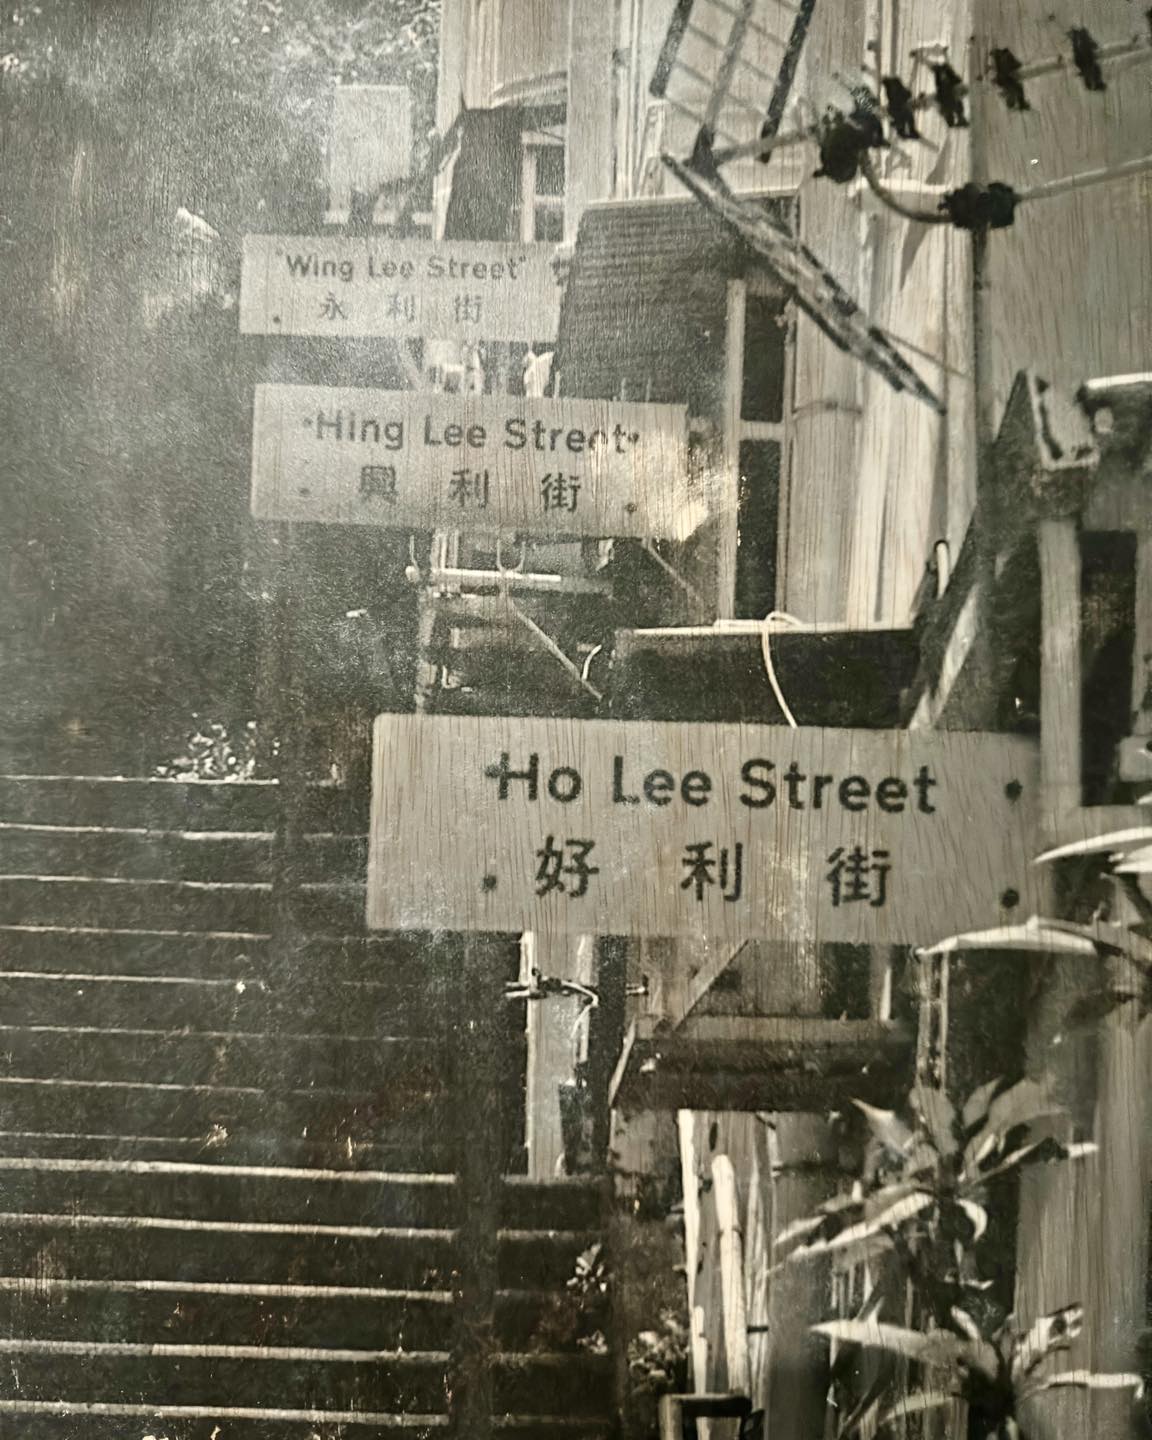 "Wing Lee Street"
永利街
Hing Lee Street
興利街
Ho Lee Street
好利街